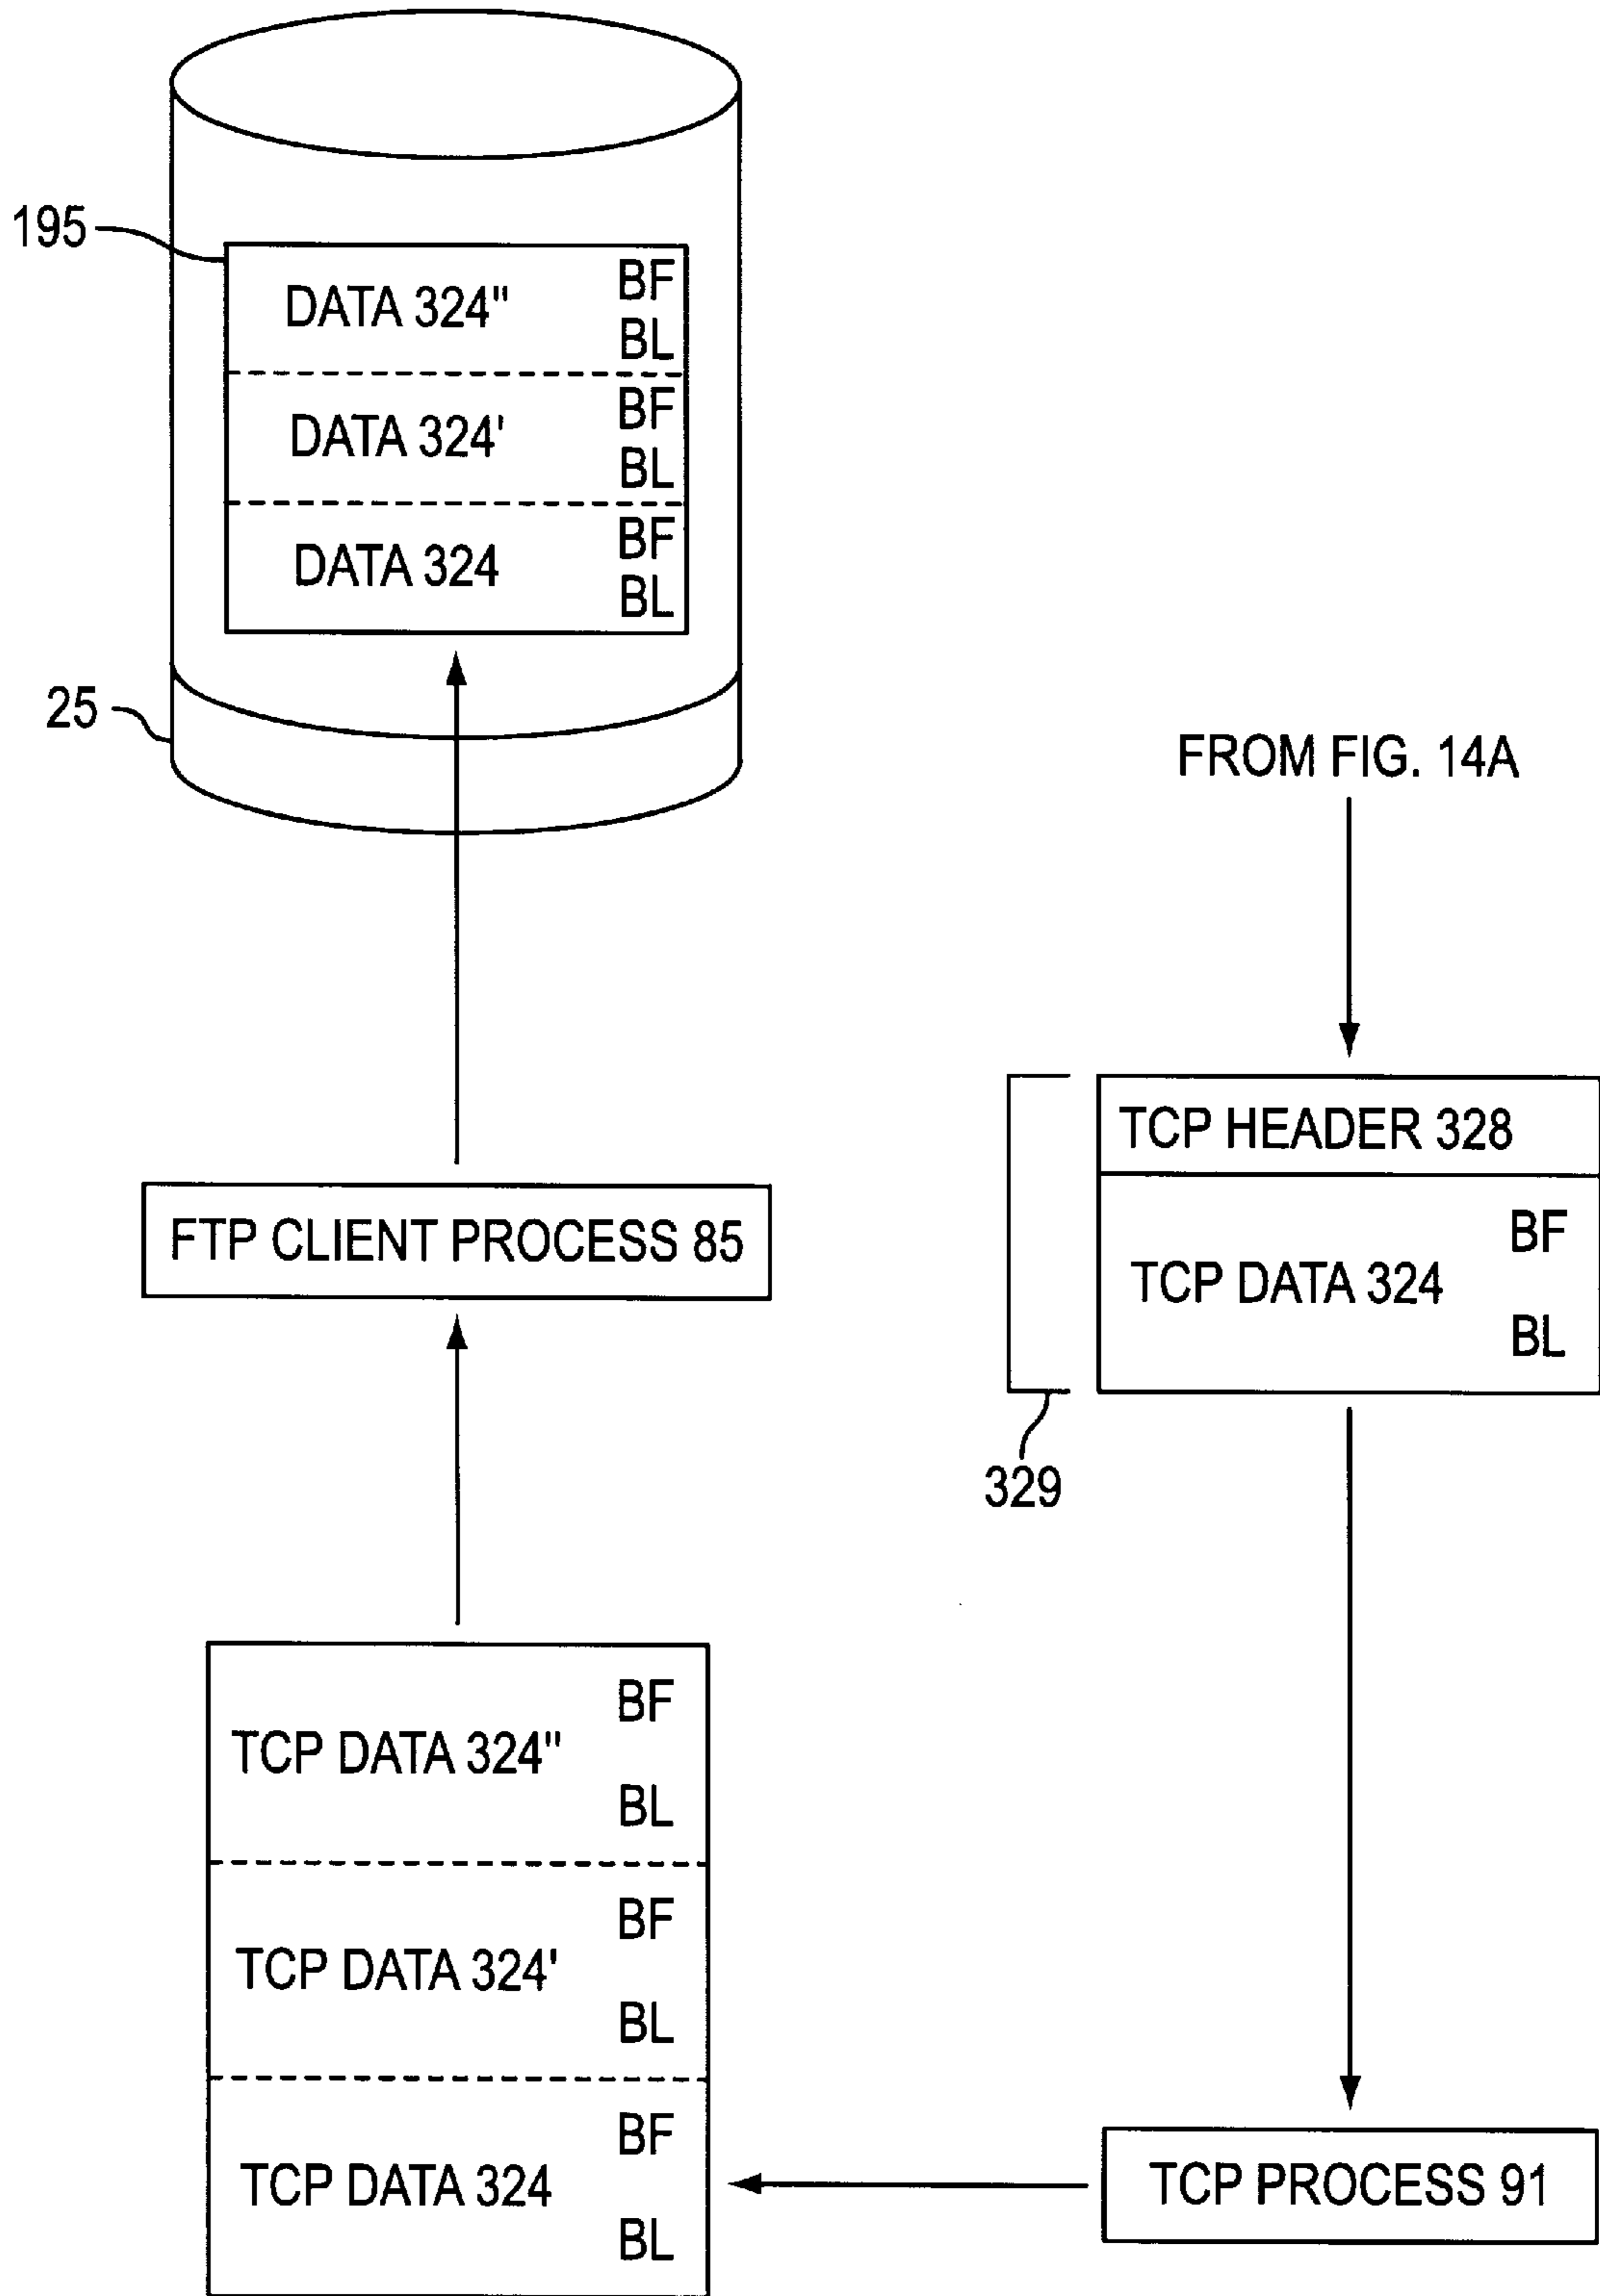 195
DATA 324"
BF
BL
DATA 324'
BF
BL
DATA 324
BF
BL
25
FROM FIG. 14A
TCP HEADER 328
TCP DATA 324
BF
BL
329
FTP CLIENT PROCESS 85
TCP DATA 324"
BF
BL
TCP DATA 324'
BF
BL
TCP DATA 324
BF
BL
TCP PROCESS 91